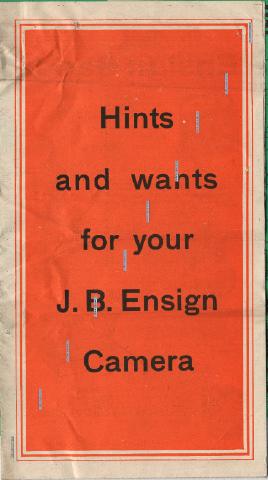 Hints
and wants
for your
J. B. Ensign
Camera